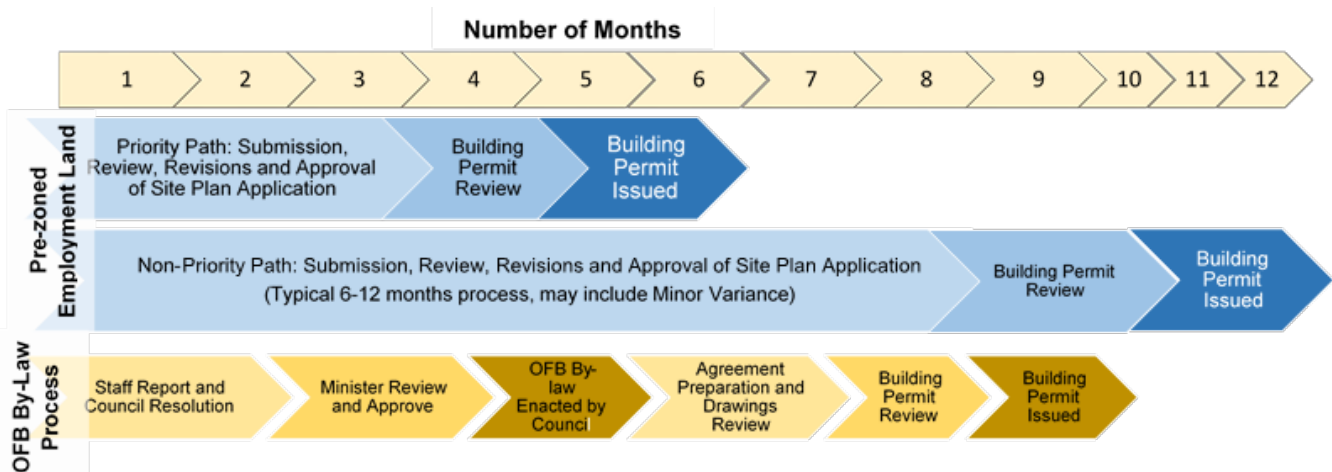 Number of Months
1 2 3 4 5 6 7 8 9 10 11 12
Pre-zoned
Employment Land
Priority Path: Submission,
Review, Revisions and Approval
of Site Plan Application
Building
Permit
Review
Building
Permit
Issued
Non-Priority Path: Submission, Review, Revisions and Approval of Site Plan Application
(Typical 6-12 months process, may include Minor Variance)
Building Permit
Review
Building
Permit
Issued
OFB By-Law
Process
Staff Report and
Council Resolution
Minister Review
and Approve
OFB By-
law
Enacted by
Council
Agreement
Preparation and
Drawings
Review
Building
Permit
Review
Building
Permit
Issued